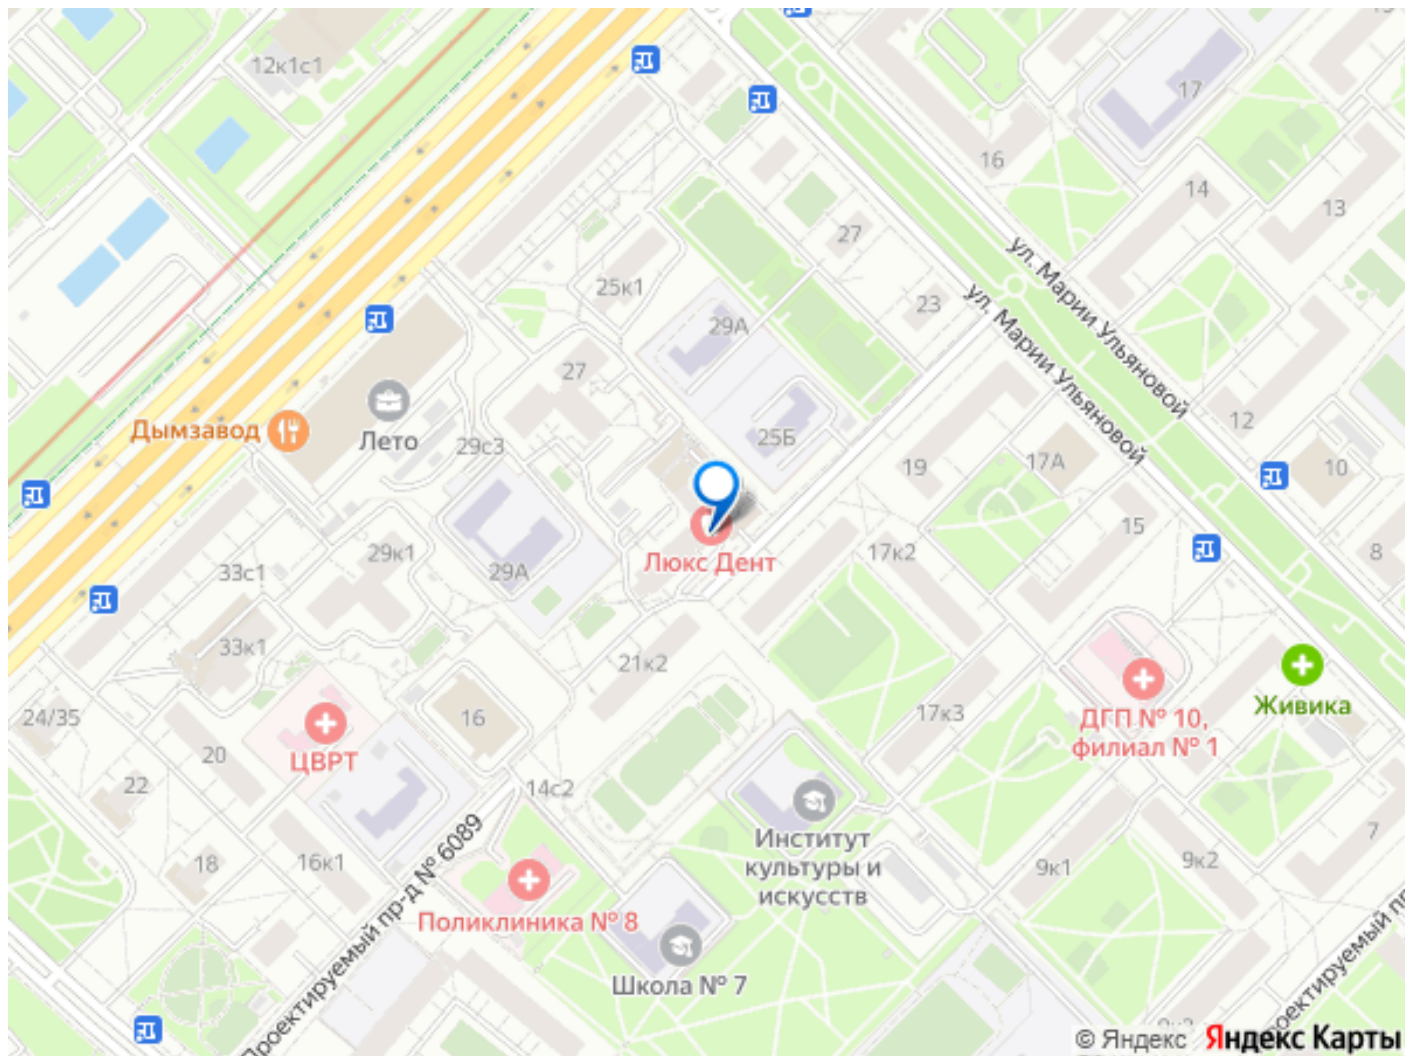 12к1с1
17
16
14
13
27
25к1
23
29А
ул. Марии Ульяновой
ул. Марии Ульяновой
27
12
Дымзавод
Лето
29с3
25Б
19
17А
10
15
8
33с1
29к1
29А
Люкс Дент
17к2
33к1
21к2
24/35
20
ЦВРТ
16
17к3
ДГП № 10,
филиал № 1
Живика
22
14с2
Институт
культуры и
искусств
7
18
16к1
9к1
9к2
Проектируемый пр-д № 6089
Поликлиника № 8
Школа № 7
© Яндекс Яндекс Карты